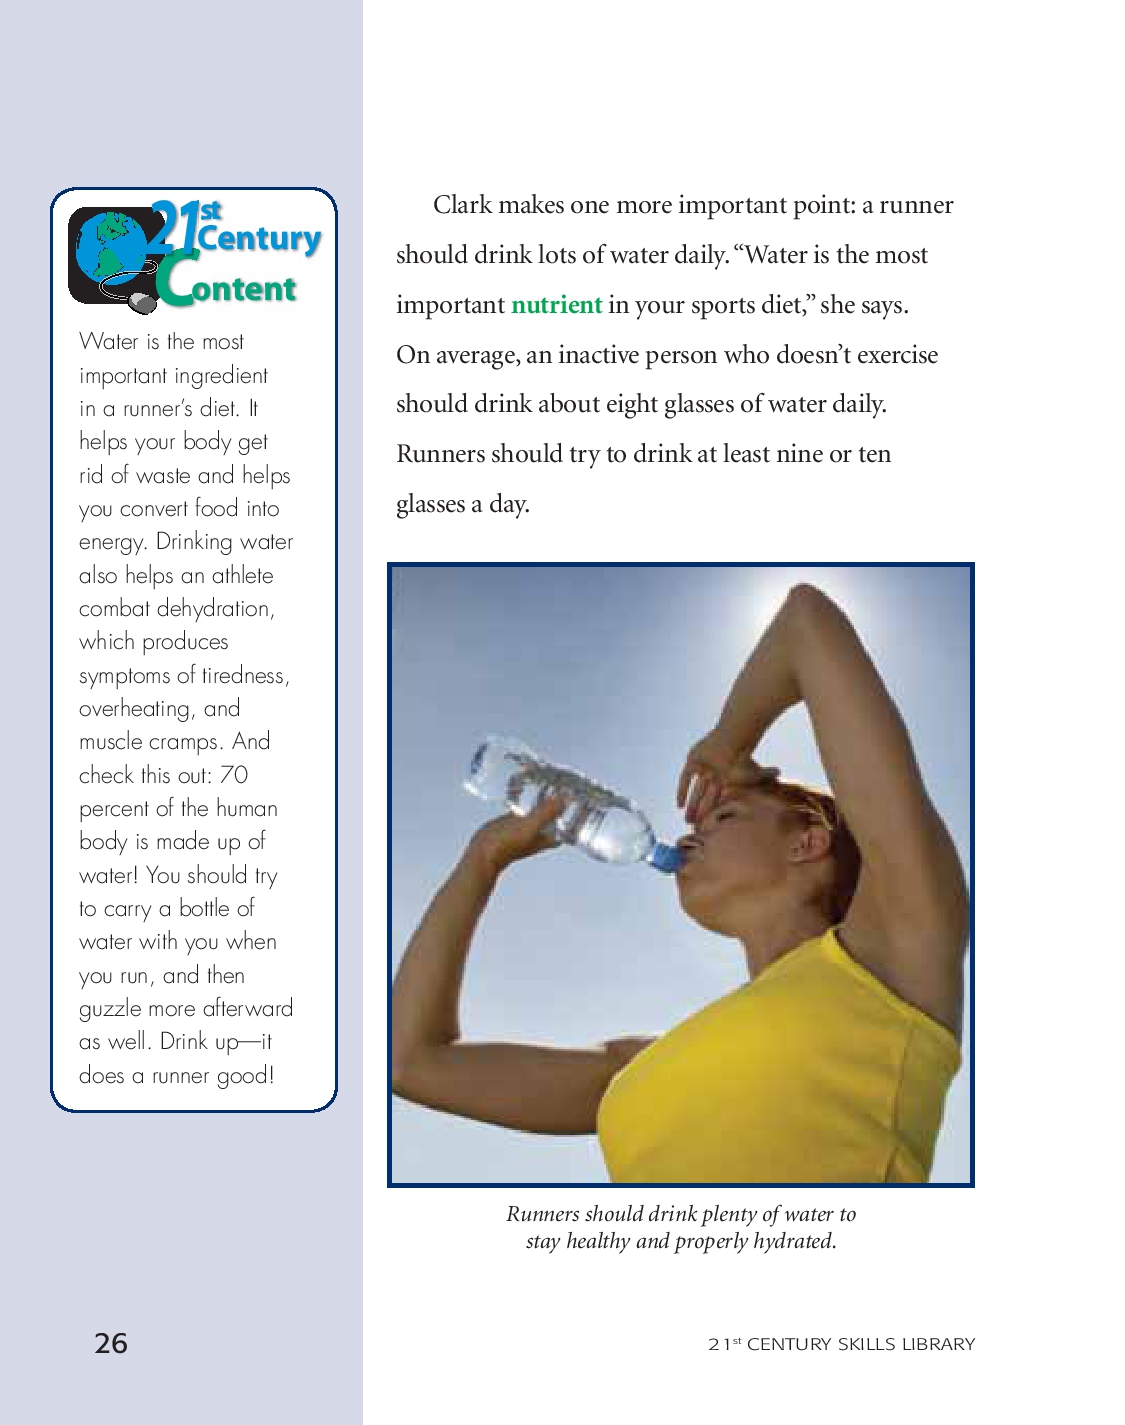 21st
Century
Content
Water is the most
important ingredient
in a runner's diet. It
helps your body get
rid of waste and helps
you convert food into
energy. Drinking water
also helps an athlete
combat dehydration,
which produces
symptoms of tiredness,
overheating, and
muscle cramps. And
check this out: 70
percent of the human
body is made up of
water! You should try
to carry a bottle of
water with you when
you run, and then
guzzle more afterward
as well. Drink up—it
does a runner good!
Clark makes one more important point: a runner
should drink lots of water daily. “Water is the most
important nutrient in your sports diet,” she says.
On average, an inactive person who doesn’t exercise
should drink about eight glasses of water daily.
Runners should try to drink at least nine or ten
glasses a day.
Runners should drink plenty of water to
stay healthy and properly hydrated.
26
21st CENTURY SKILLS LIBRARY